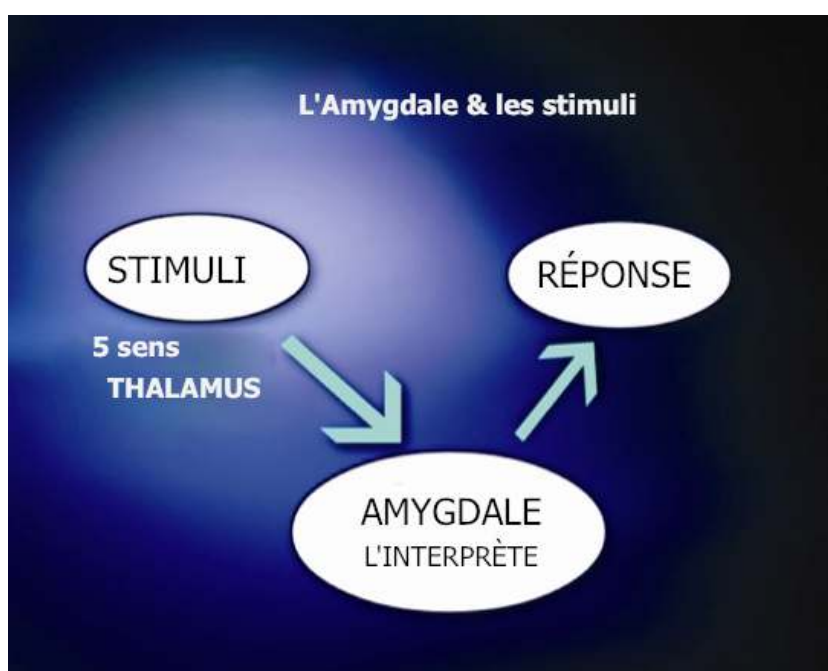 L'Amygdale & les stimuli
STIMULI
5 sens
THALAMUS
RÉPONSE
AMYGDALE
L'INTERPRÈTE